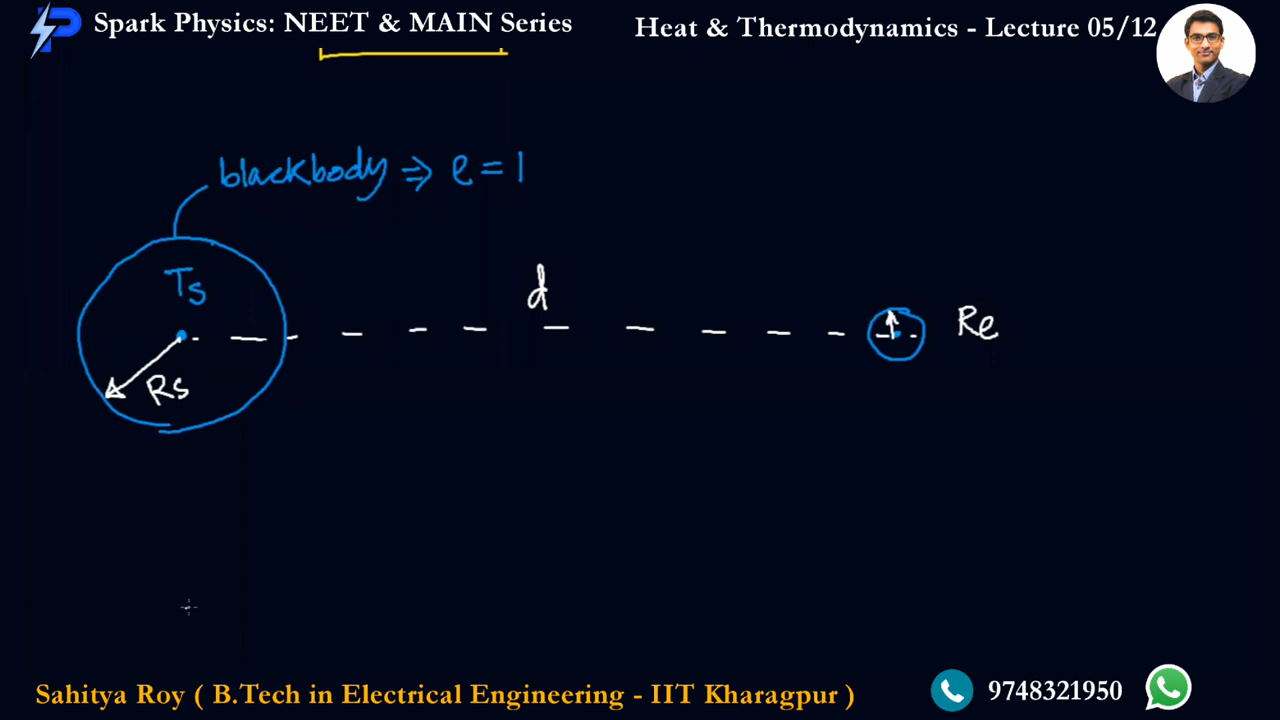 Spark Physics: NEET & MAIN Series
Heat & Thermodynamics - Lecture 05/12
blackbody ⇒ e = 1
Ts
d
Re
Rs
Sahitya Roy ( B.Tech in Electrical Engineering - IIT Kharagpur )
9748321950